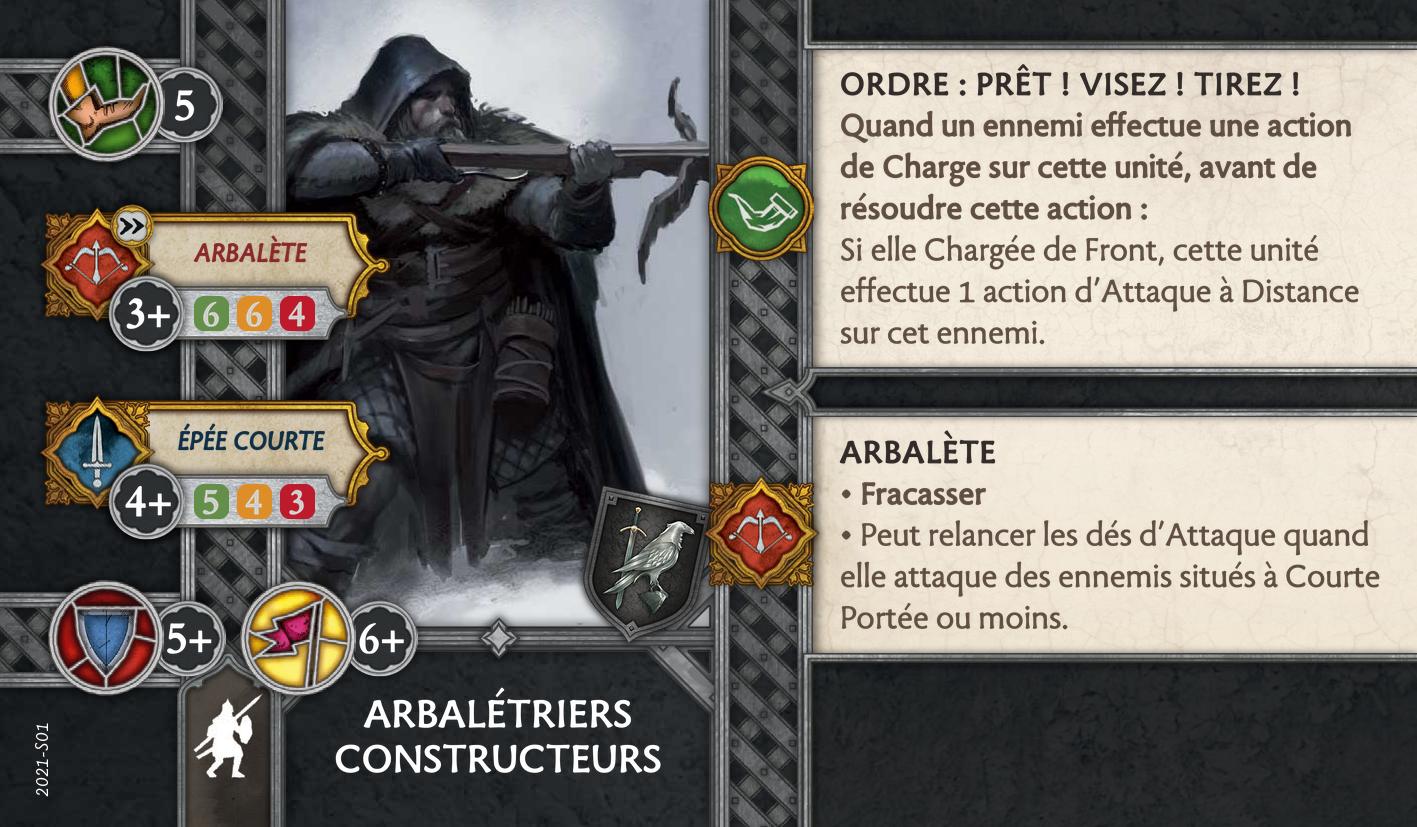 5
ARBALÈTE
3+
6 6 4
ÉPÉE COURTE
4+
5 4 3
5+
6+
ARBALÉTRIERS
CONSTRUCTEURS
2021-S01
ORDRE : PRÊT ! VISEZ ! TIREZ !
Quand un ennemi effectue une action
de Charge sur cette unité, avant de
résoudre cette action :
Si elle Chargée de Front, cette unité
effectue 1 action d'Attaque à Distance
sur cet ennemi.
ARBALÈTE
• Fracasser
• Peut relancer les dés d'Attaque quand
elle attaque des ennemis situés à Courte
Portée ou moins.